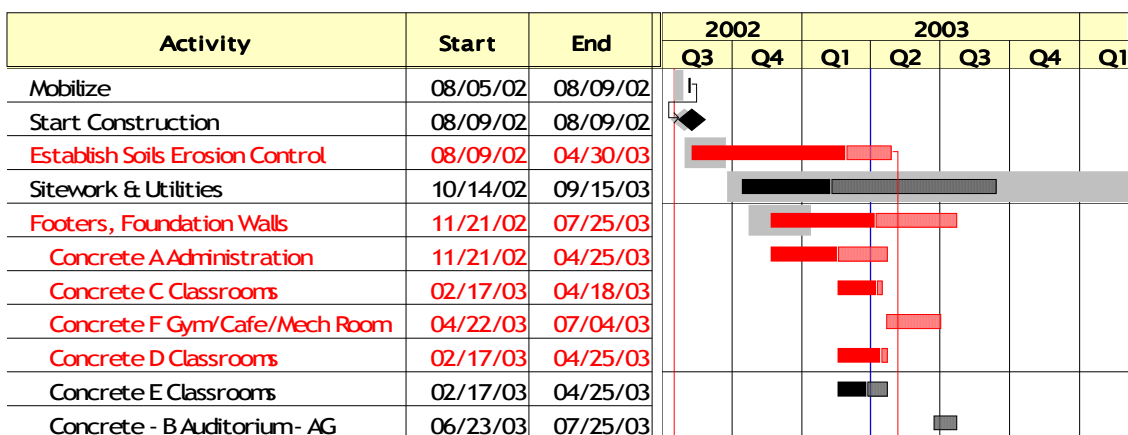 Activity Start End 2002 2003
Q3 Q4 Q1 Q2 Q3 Q4 Q1
Mobilize 08/05/02 08/09/02
Start Construction 08/09/02 08/09/02
Establish Soils Erosion Control 08/09/02 04/30/03
Sitework & Utilities 10/14/02 09/15/03
Footers, Foundation Walls 11/21/02 07/25/03
Concrete A Administration 11/21/02 04/25/03
Concrete C Classrooms 02/17/03 04/18/03
Concrete F Gym/Cafe/Mech Room 04/22/03 07/04/03
Concrete D Classrooms 02/17/03 04/25/03
Concrete E Classrooms 02/17/03 04/25/03
Concrete - B Auditorium - AG 06/23/03 07/25/03